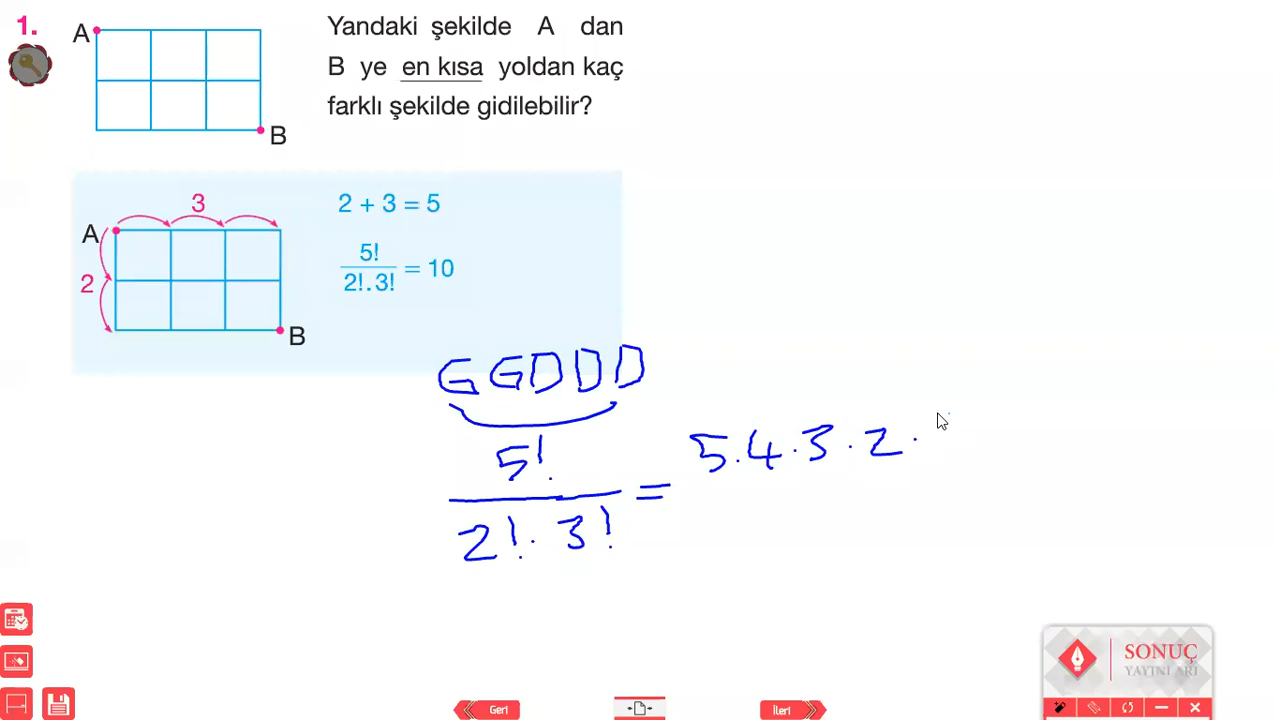 1.
A
B
Yandaki şekilde A dan
B ye en kısa yoldan kaç
farklı şekilde gidilebilir?
3
A
2
B
2 + 3 = 5
5!
2!.3!
= 10
G G D D D
5!
2!. 3!
= 5.4.3.2.
SONUÇ
YAYINLARI
Geri
İleri